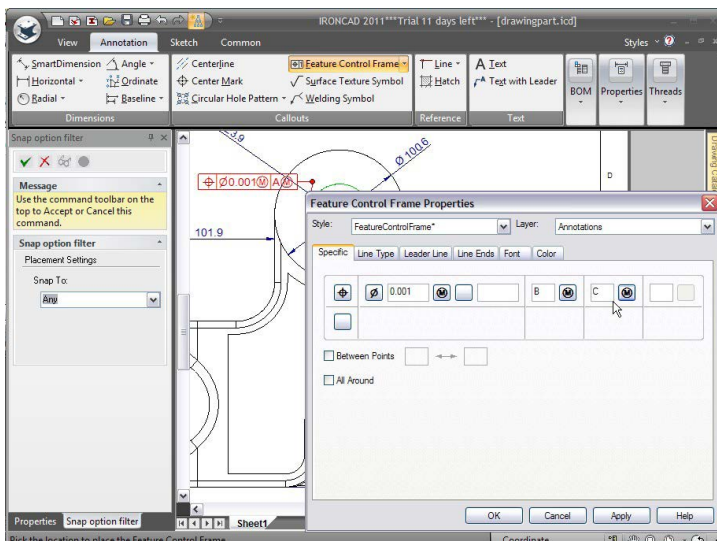 IRONCAD 2011***Trial 11 days left*** - [drawingpart.icd]
View Annotation Sketch Common Styles
SmartDimension Angle Centerline Feature Control Frame Line A Text
Horizontal Ordinate Center Mark Surface Texture Symbol Hatch Text with Leader
Radial Baseline Circular Hole Pattern Welding Symbol BOM Properties Threads
Dimensions Callouts Reference Text
Snap option filter
Message
Use the command toolbar on the
top to Accept or Cancel this
command.
Snap option filter
Placement Settings
Snap To:
Any
Properties Snap option filter
Sheet1
Pick the location to place the Feature Control Frame
Coordinate
Ø100.6
Ø0.001Ⓜ AⓂ
101.9
D
Feature Control Frame Properties
Style: FeatureControlFrame* Layer: Annotations
Specific Line Type Leader Line Line Ends Font Color
Ø 0.001 Ⓜ B Ⓜ C Ⓜ
Between Points
All Around
OK Cancel Apply Help